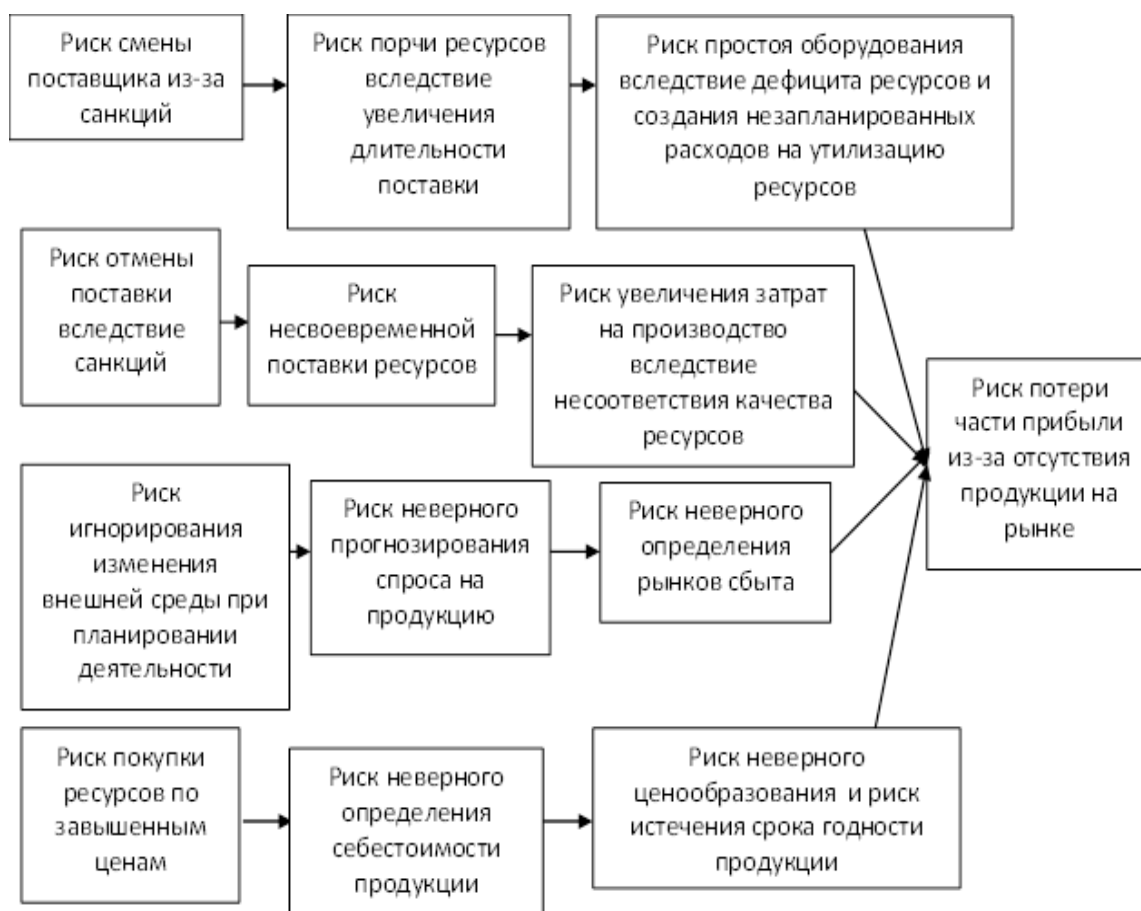 Риск смены
поставщика из-за
санкций
Риск порчи ресурсов
вследствие
увеличения
длительности
поставки
Риск простоя оборудования
вследствие дефицита ресурсов и
создания незапланированных
расходов на утилизацию
ресурсов
Риск отмены
поставки
вследствие
санкций
Риск
несвоевременной
поставки ресурсов
Риск увеличения затрат
на производство
вследствие
несоответствия качества
ресурсов
Риск потери
части прибыли
из-за отсутствия
продукции на
рынке
Риск
игнорирования
изменения
внешней среды при
планировании
деятельности
Риск неверного
прогнозирования
спроса на
продукцию
Риск неверного
определения
рынков сбыта
Риск покупки
ресурсов по
завышенным
ценам
Риск неверного
определения
себестоимости
продукции
Риск неверного
ценообразования и риск
истечения срока годности
продукции